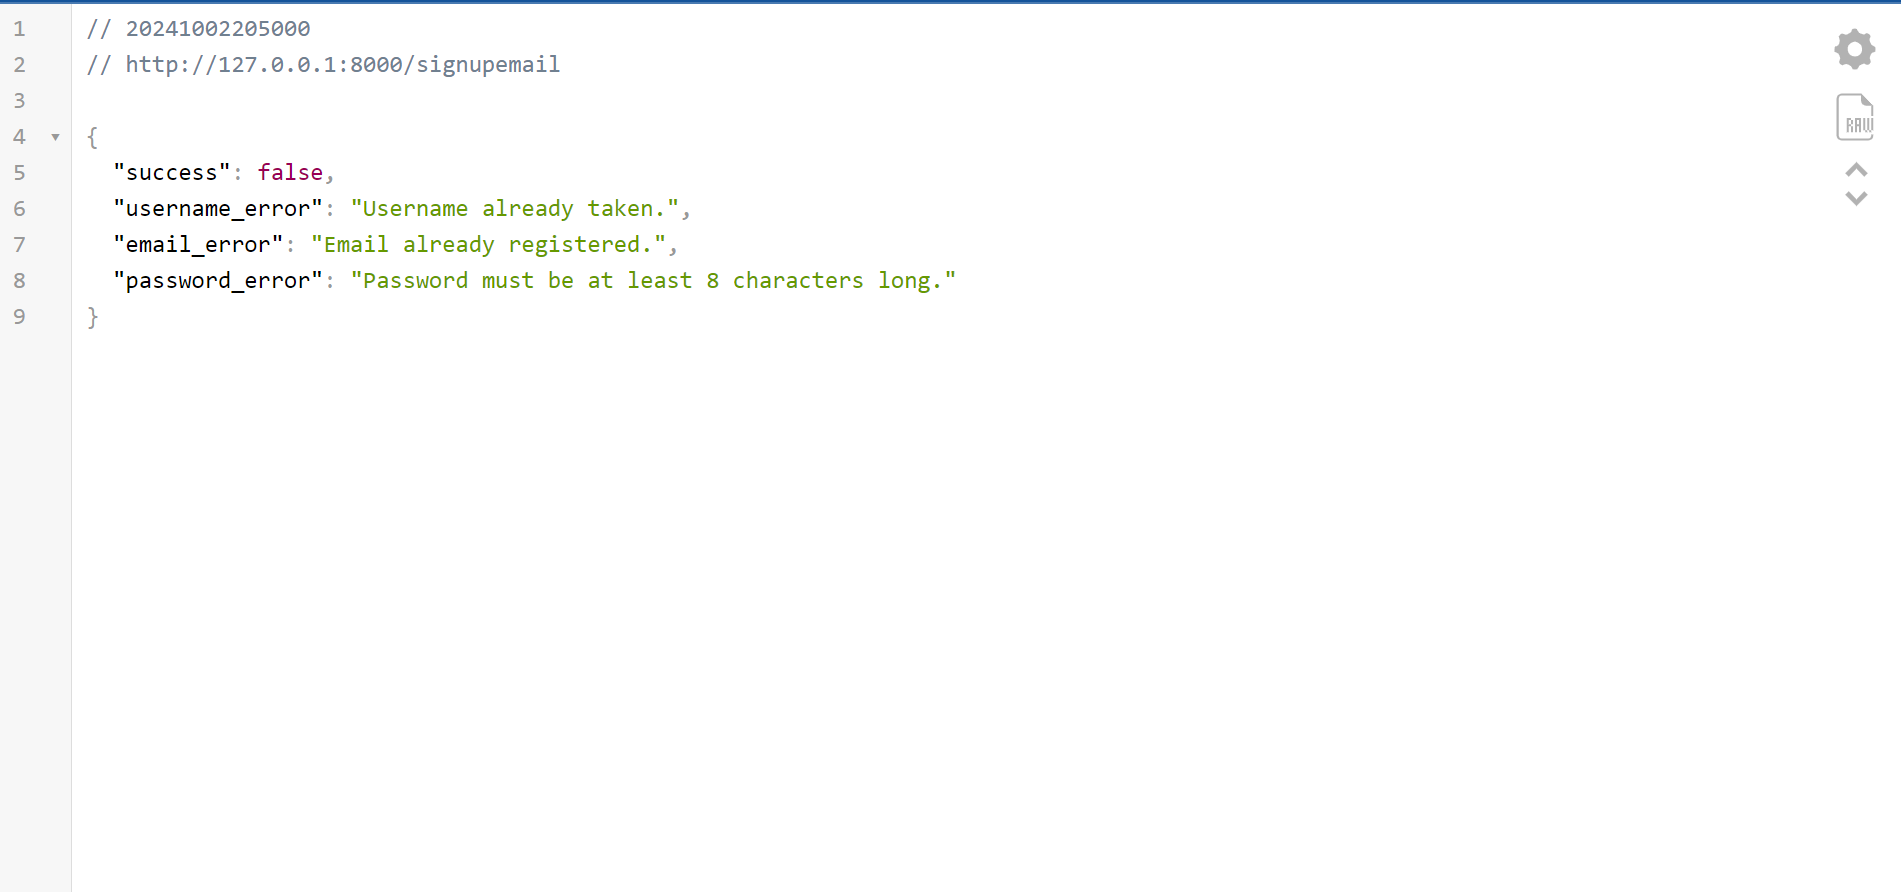 1 // 20241002205000
2 // http://127.0.0.1:8000/signupemail
3
4 {
5 "success": false,
6 "username_error": "Username already taken.",
7 "email_error": "Email already registered.",
8 "password_error": "Password must be at least 8 characters long."
9 }
RAW